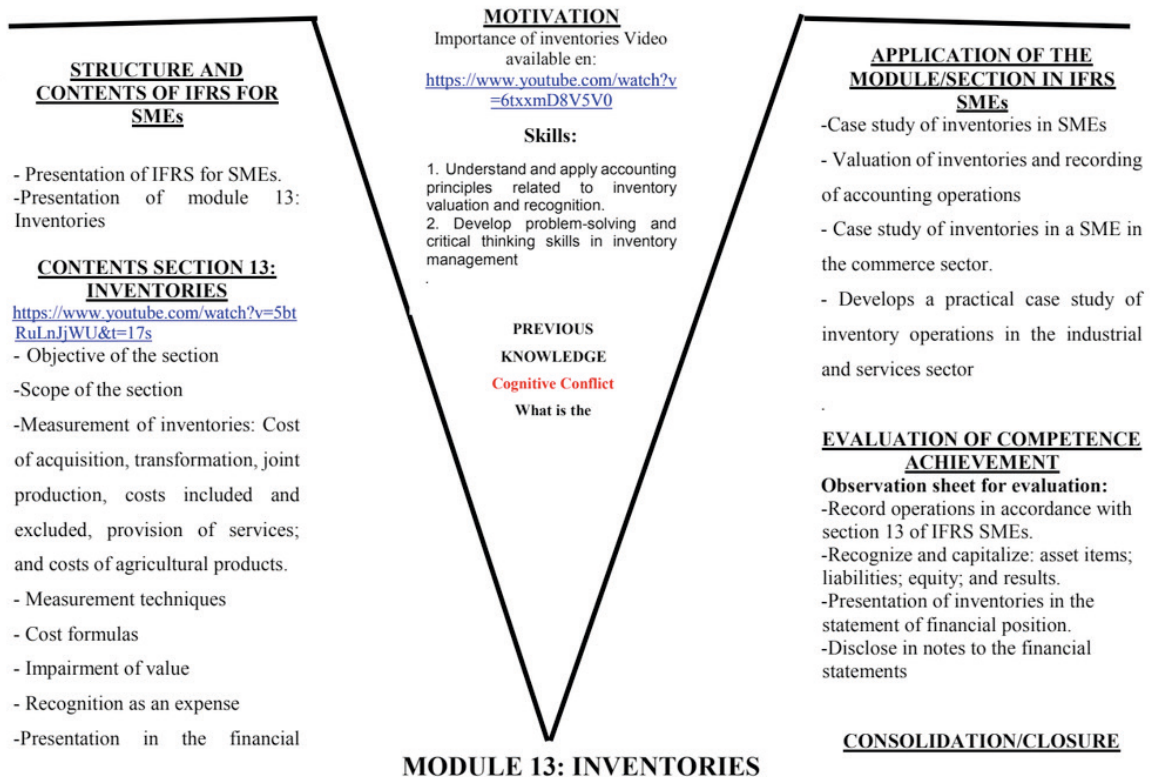 STRUCTURE AND
CONTENTS OF IFRS FOR
SMEs
- Presentation of IFRS for SMEs.
-Presentation of module 13:
Inventories
CONTENTS SECTION 13:
INVENTORIES
https://www.youtube.com/watch?v=5bt
RuLnJjWU&t=17s
- Objective of the section
-Scope of the section
-Measurement of inventories: Cost
of acquisition, transformation, joint
production, costs included and
excluded, provision of services;
and costs of agricultural products.
- Measurement techniques
- Cost formulas
- Impairment of value
- Recognition as an expense
-Presentation in the financial
MOTIVATION
Importance of inventories Video
available en:
https://www.youtube.com/watch?v
=6txxmD8V5V0
Skills:
1. Understand and apply accounting
principles related to inventory
valuation and recognition.
2. Develop problem-solving and
critical thinking skills in inventory
management
.
PREVIOUS
KNOWLEDGE
Cognitive Conflict
What is the
APPLICATION OF THE
MODULE/SECTION IN IFRS
SMEs
-Case study of inventories in SMEs
- Valuation of inventories and recording
of accounting operations
- Case study of inventories in a SME in
the commerce sector.
- Develops a practical case study of
inventory operations in the industrial
and services sector
.
EVALUATION OF COMPETENCE
ACHIEVEMENT
Observation sheet for evaluation:
-Record operations in accordance with
section 13 of IFRS SMEs.
-Recognize and capitalize: asset items;
liabilities; equity; and results.
-Presentation of inventories in the
statement of financial position.
-Disclose in notes to the financial
statements
CONSOLIDATION/CLOSURE
MODULE 13: INVENTORIES